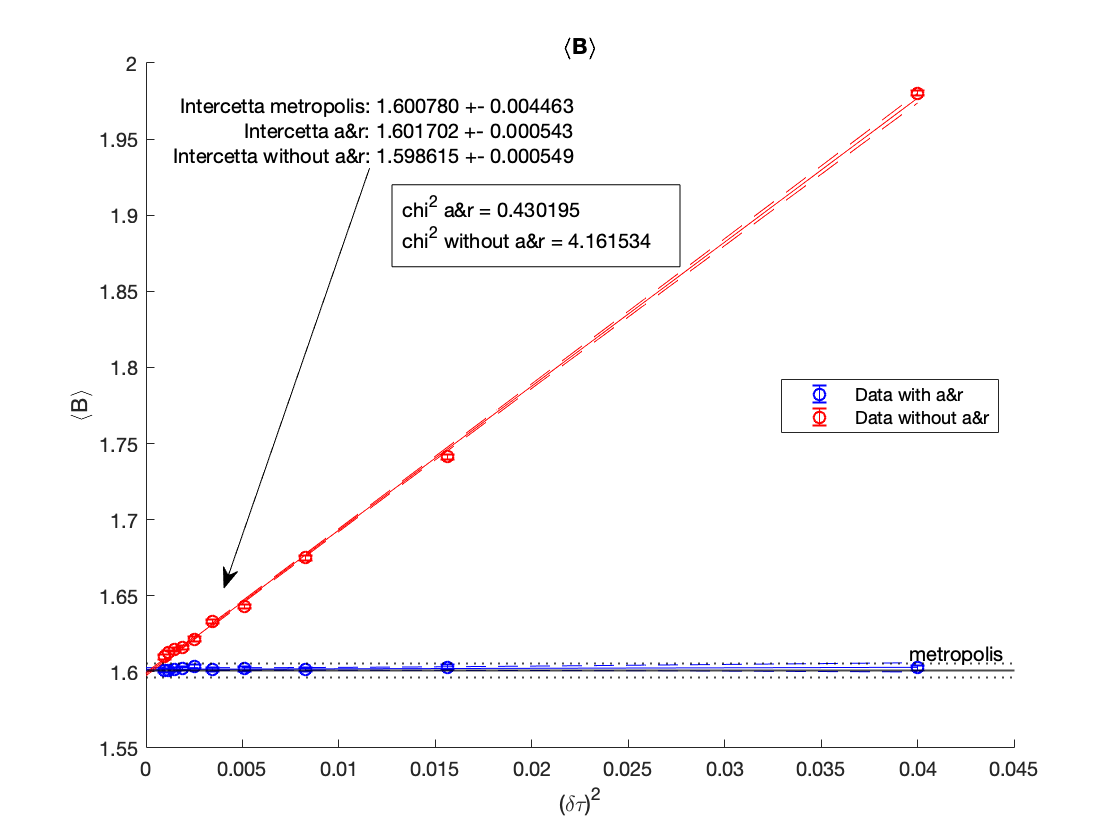 ⟨B⟩
Intercetta metropolis: 1.600780 +- 0.004463
Intercetta a&r: 1.601702 +- 0.000543
Intercetta without a&r: 1.598615 +- 0.000549
chi² a&r = 0.430195
chi² without a&r = 4.161534
Data with a&r
Data without a&r
metropolis
⟨B⟩
2
1.95
1.9
1.85
1.8
1.75
1.7
1.65
1.6
1.55
0 0.005 0.01 0.015 0.02 0.025 0.03 0.035 0.04 0.045
(δτ)²